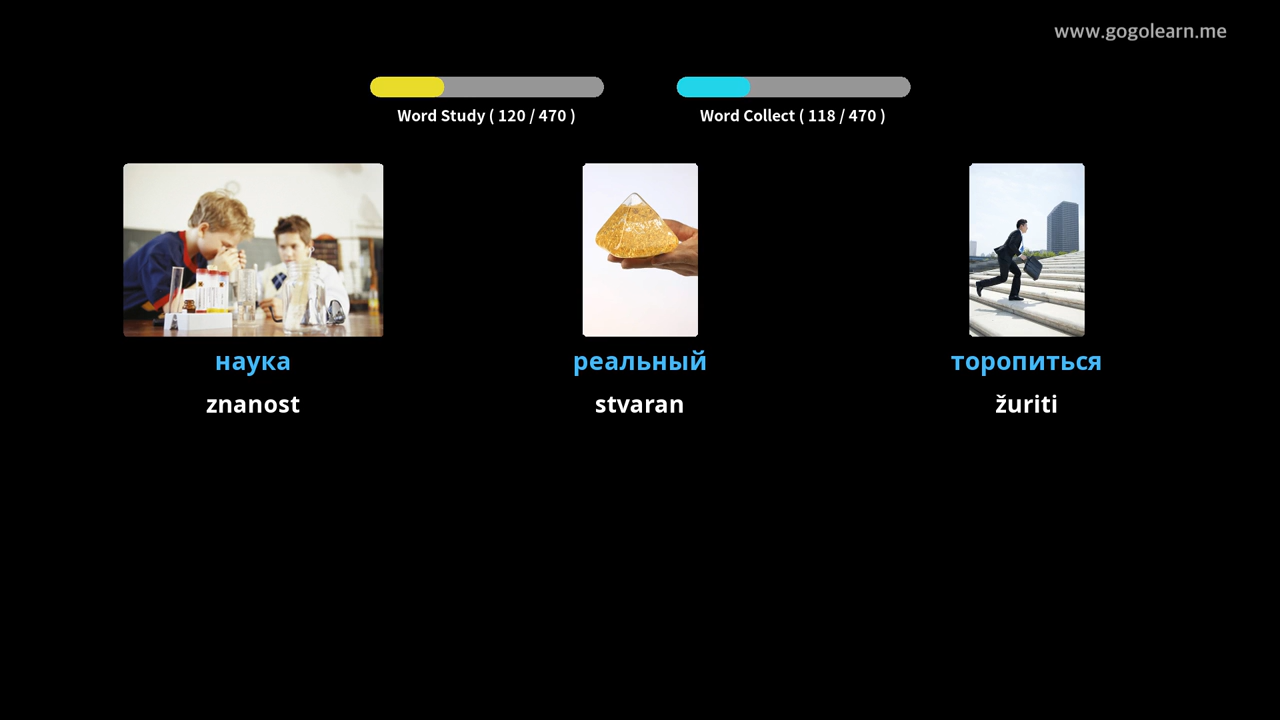 www.gogolearn.me
Word Study ( 120 / 470 )
Word Collect ( 118 / 470 )
наука
реальный
торопиться
znanost
stvaran
žuriti